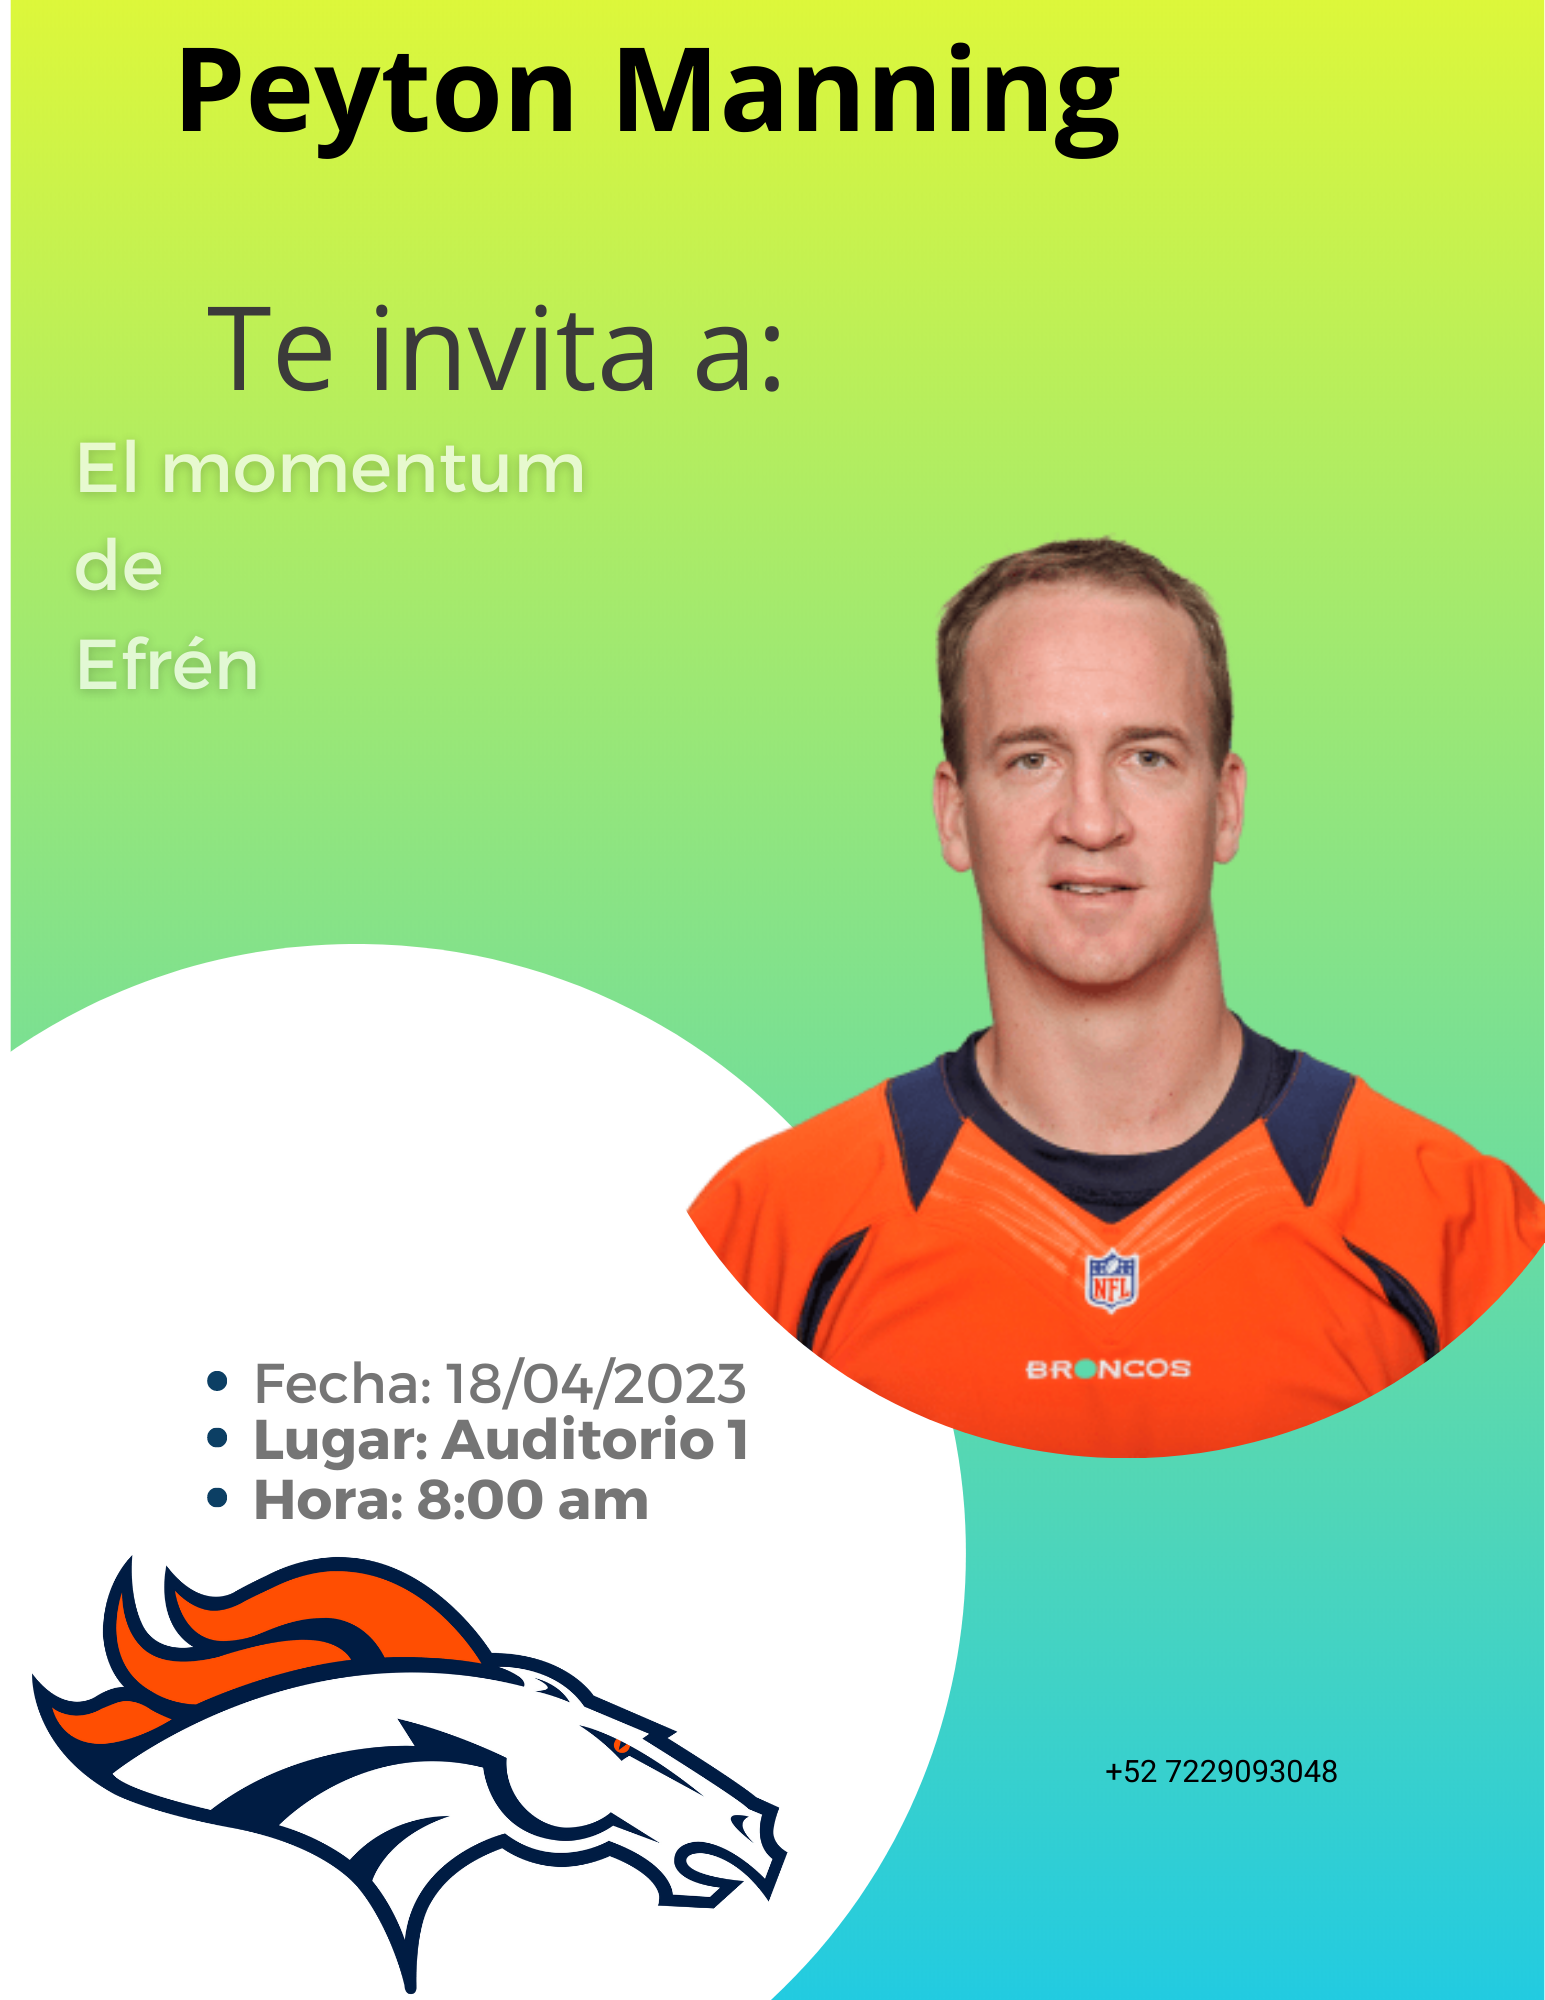 Peyton Manning
Te invita a:
El momentum
de
Efrén
NFL
BRONCOS
Fecha: 18/04/2023
Lugar: Auditorio 1
Hora: 8:00 am
+52 7229093048